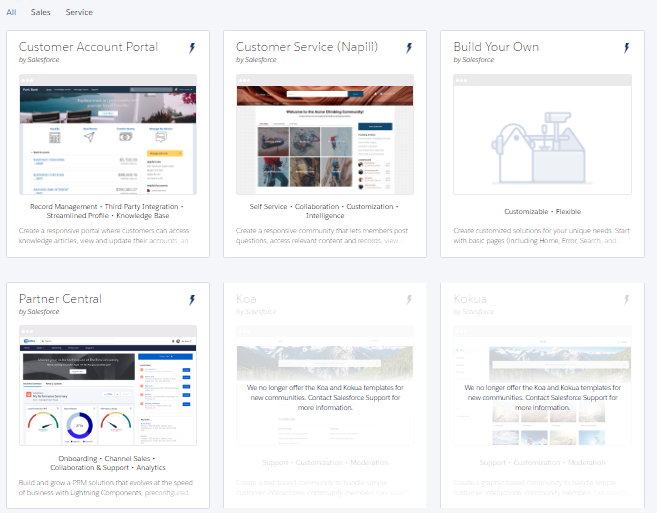 All Sales Service
Customer Account Portal
by Salesforce
Record Management • Third Party Integration •
Streamlined Profile • Knowledge Base
Create a responsive portal where customers can access
knowledge articles, view and update their accounts, an
Customer Service (Napili)
by Salesforce
Welcome to the Home Climbing Community!
Self Service • Collaboration • Customization •
Intelligence
Create a responsive community that lets members post
questions, access relevant content and records, view
Build Your Own
by Salesforce
Customizable • Flexible
Create customized solutions for your unique needs. Start
with basic pages (including Home, Error, Search, and
Partner Central
by Salesforce
Onboarding • Channel Sales •
Collaboration & Support • Analytics
Build and grow a PRM solution that evolves at the speed
of business with Lightning Components, preconfigured
Koa
by Salesforce
We no longer offer the Koa and Kokua templates for
new communities. Contact Salesforce Support for
more information.
Support • Customization • Moderation
Create a text based community to handle simple
customer collaboration, community members can
Kokua
by Salesforce
We no longer offer the Koa and Kokua templates for
new communities. Contact Salesforce Support for
more information.
Support • Customization • Moderation
Create a graphic based community to handle simple
customer interactions, community members can